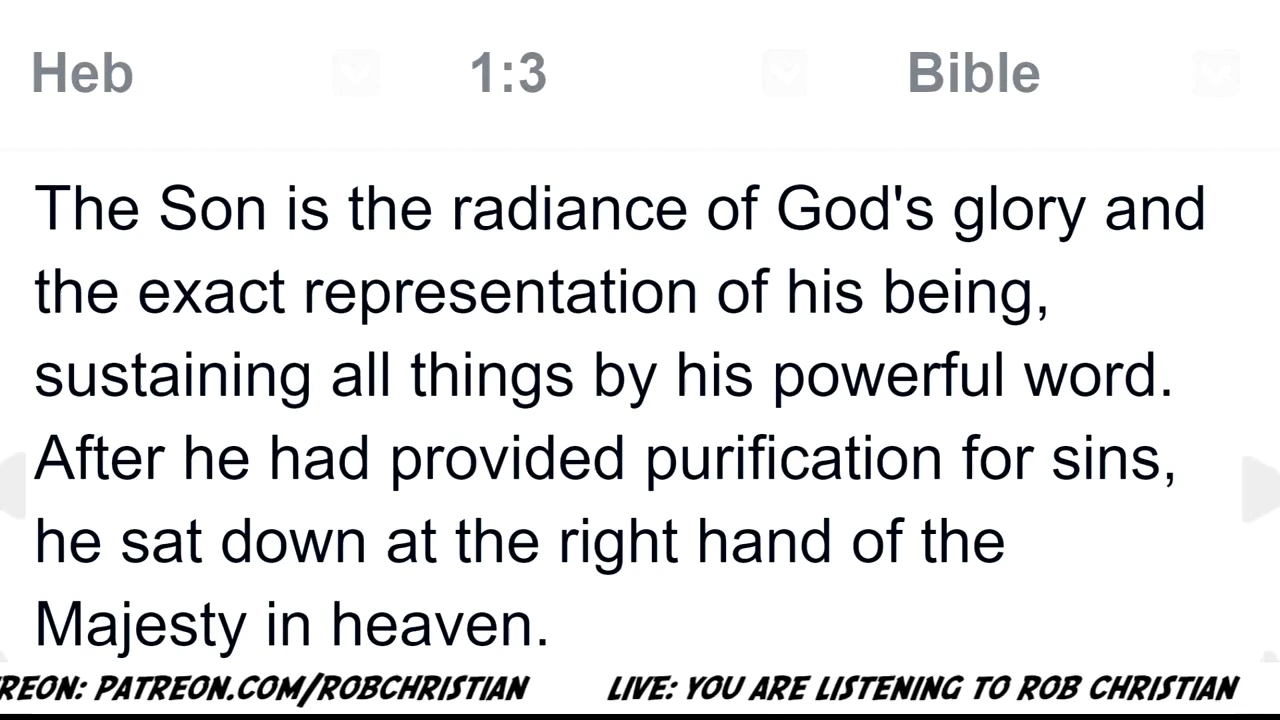 Heb 1:3 Bible
The Son is the radiance of God's glory and
the exact representation of his being,
sustaining all things by his powerful word.
After he had provided purification for sins,
he sat down at the right hand of the
Majesty in heaven.
REON: PATREON.COM/ROBCHRISTIAN LIVE: YOU ARE LISTENING TO ROB CHRISTIAN